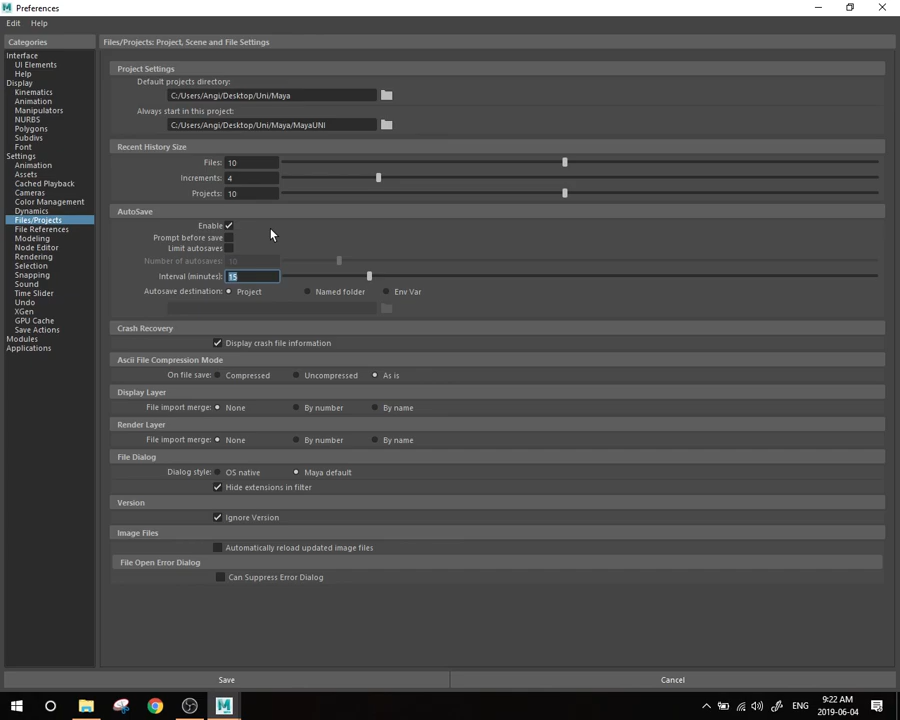 Preferences
Edit Help
Categories
Interface
UI Elements
Help
Display
Kinematics
Animation
Manipulators
NURBS
Polygons
Subdivs
Font
Settings
Animation
Assets
Cached Playback
Cameras
Color Management
Dynamics
Files/Projects
File References
Modeling
Node Editor
Rendering
Selection
Snapping
Sound
Time Slider
Undo
XGen
GPU Cache
Save Actions
Modules
Applications
Files/Projects: Project, Scene and File Settings
Project Settings
Default projects directory:
C:/Users/Angi/Desktop/Uni/Maya
Always start in this project:
C:/Users/Angi/Desktop/Uni/Maya/MayaUNI
Recent History Size
Files: 10
Increments: 4
Projects: 10
AutoSave
Enable
Prompt before save
Limit autosaves
Number of autosaves: 10
Interval (minutes): 15
Autosave destination: Project Named folder Env Var
Crash Recovery
Display crash file information
Ascii File Compression Mode
On file save: Compressed Uncompressed As is
Display Layer
File import merge: None By number By name
Render Layer
File import merge: None By number By name
File Dialog
Dialog style: OS native Maya default
Hide extensions in filter
Version
Ignore Version
Image Files
Automatically reload updated image files
File Open Error Dialog
Can Suppress Error Dialog
Save Cancel
ENG
9:22 AM
2019-06-04